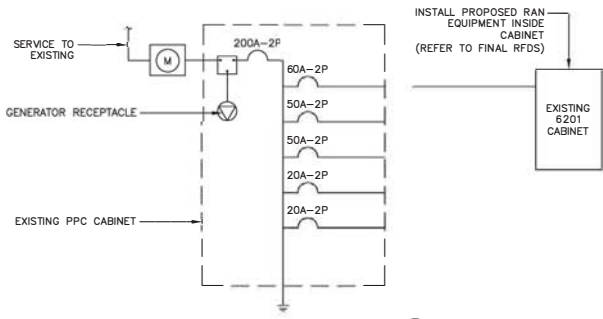 INSTALL PROPOSED RAN
EQUIPMENT INSIDE
CABINET
(REFER TO FINAL RFDS)
SERVICE TO
EXISTING
M
200A-2P
60A-2P
GENERATOR RECEPTACLE
50A-2P
50A-2P
20A-2P
20A-2P
EXISTING PPC CABINET
EXISTING
6201
CABINET